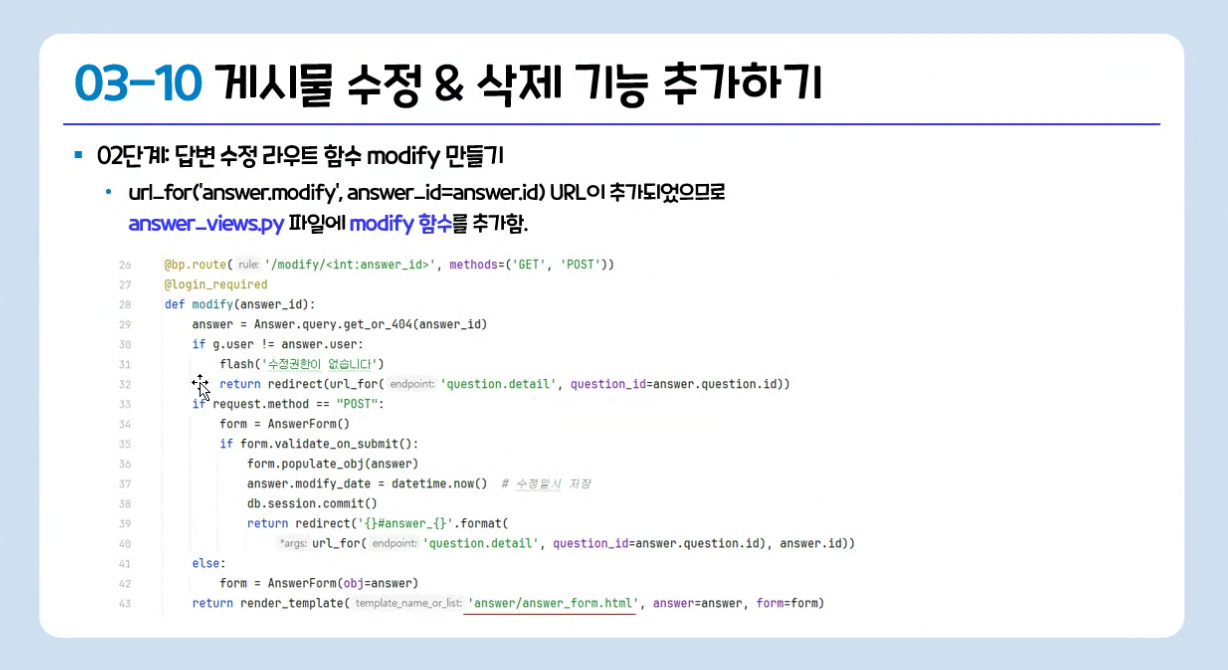 03-10 게시물 수정 & 삭제 기능 추가하기
02단계: 답변 수정 라우트 함수 modify 만들기
url_for('answer.modify', answer_id=answer.id) URL이 추가되었으므로
answer_views.py 파일에 modify 함수를 추가함.
26 @bp.route( rule: '/modify/<int:answer_id>', methods=('GET', 'POST'))
27 @login_required
28 def modify(answer_id):
29 answer = Answer.query.get_or_404(answer_id)
30 if g.user != answer.user:
31 flash('수정권한이 없습니다')
32 return redirect(url_for( endpoint: 'question.detail', question_id=answer.question.id))
33 if request.method == "POST":
34 form = AnswerForm()
35 if form.validate_on_submit():
36 form.populate_obj(answer)
37 answer.modify_date = datetime.now() # 수정일시 저장
38 db.session.commit()
39 return redirect('{}#answer_{}'.format(
40 *args: url_for( endpoint: 'question.detail', question_id=answer.question.id), answer.id))
41 else:
42 form = AnswerForm(obj=answer)
43 return render_template( template_name_or_list: 'answer/answer_form.html', answer=answer, form=form)